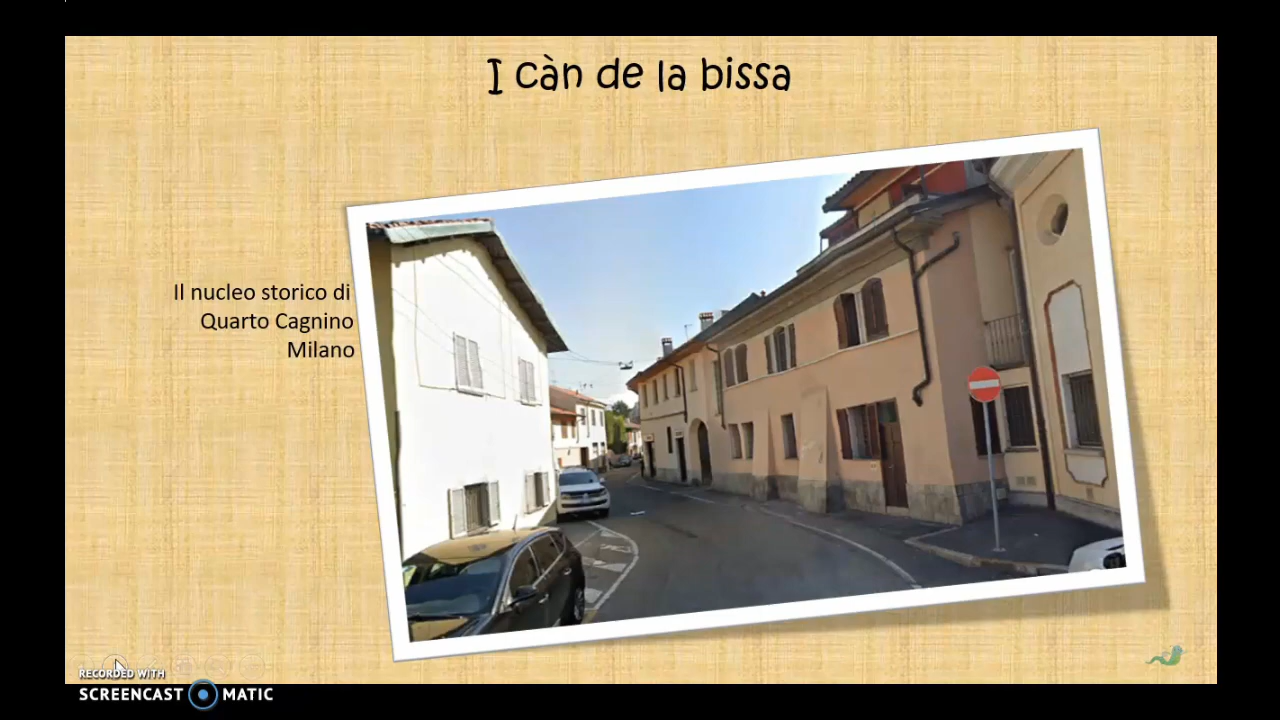 I càn de la bissa
Il nucleo storico di
Quarto Cagnino
Milano
RECORDED WITH
SCREENCAST MATIC